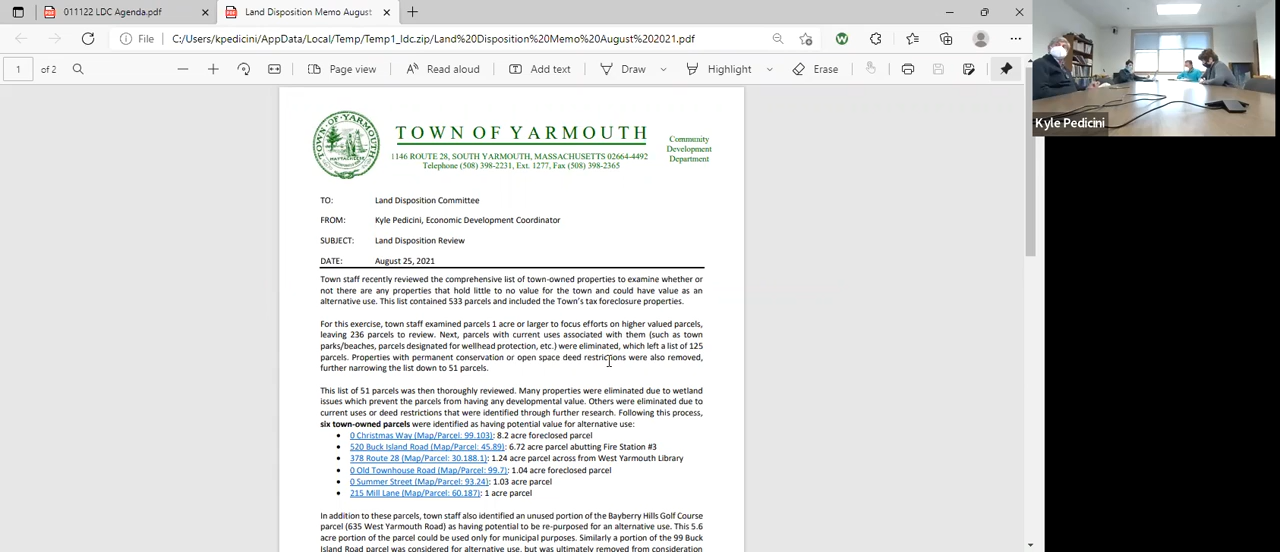 011122 LDC Agenda.pdf
Land Disposition Memo August
File
C:/Users/kpedicini/AppData/Local/Temp/Temp1_ldc.zip/Land%20Disposition%20Memo%20August%202021.pdf
1 of 2
Page view
Read aloud
Add text
Draw
Highlight
Erase
Kyle Pedicini
TOWN OF YARMOUTH
1146 ROUTE 28, SOUTH YARMOUTH, MASSACHUSETTS 02664-4492
Telephone (508) 398-2231, Ext. 1277, Fax (508) 398-2365
Community
Development
Department
TO: Land Disposition Committee
FROM: Kyle Pedicini, Economic Development Coordinator
SUBJECT: Land Disposition Review
DATE: August 25, 2021
Town staff recently reviewed the comprehensive list of town-owned properties to examine whether or
not there are any properties that hold little to no value for the town and could have value as an
alternative use. This list contained 533 parcels and included the Town's tax foreclosure properties.
For this exercise, town staff examined parcels 1 acre or larger to focus efforts on higher valued parcels,
leaving 236 parcels to review. Next, parcels with current uses associated with them (such as town
parks/beaches, parcels designated for wellhead protection, etc.) were eliminated, which left a list of 125
parcels. Properties with permanent conservation or open space deed restrictions were also removed,
further narrowing the list down to 51 parcels.
This list of 51 parcels was then thoroughly reviewed. Many properties were eliminated due to wetland
issues which prevent the parcels from having any developmental value. Others were eliminated due to
current uses or deed restrictions that were identified through further research. Following this process,
six town-owned parcels were identified as having potential value for alternative use:
• 0 Christmas Way (Map/Parcel: 99.103): 8.2 acre foreclosed parcel
• 520 Buck Island Road (Map/Parcel: 45.89): 6.72 acre parcel abutting Fire Station #3
• 378 Route 28 (Map/Parcel: 30.188.1): 1.24 acre parcel across from West Yarmouth Library
• 0 Old Townhouse Road (Map/Parcel: 99.7): 1.04 acre foreclosed parcel
• 0 Summer Street (Map/Parcel: 93.24): 1.03 acre parcel
• 215 Mill Lane (Map/Parcel: 60.187): 1 acre parcel
In addition to these parcels, town staff also identified an unused portion of the Bayberry Hills Golf Course
parcel (635 West Yarmouth Road) as having potential to be re-purposed for an alternative use. This 5.6
acre portion of the parcel could be used only for municipal purposes. Similarly a portion of the 99 Buck
Island Road parcel was considered for alternative use, but was ultimately removed from consideration